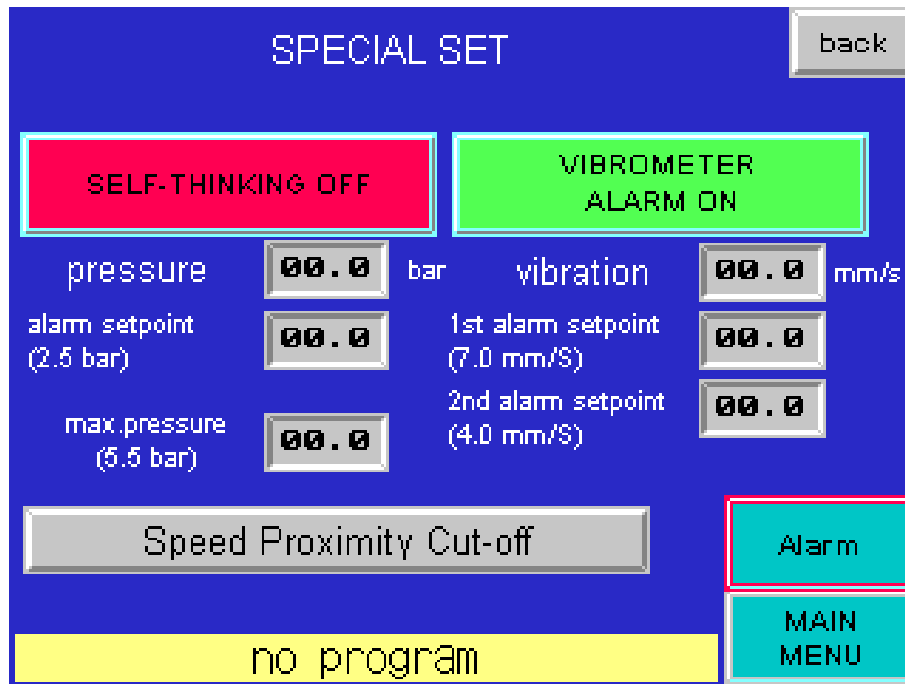 SPECIAL SET
back
SELF-THINKING OFF
VIBROMETER
ALARM ON
pressure 00.0 bar
vibration 00.0 mm/s
alarm setpoint
(2.5 bar)
00.0
1st alarm setpoint
(7.0 mm/S)
00.0
max.pressure
(5.5 bar)
00.0
2nd alarm setpoint
(4.0 mm/S)
00.0
Speed Proximity Cut-off
Alarm
no program
MAIN
MENU